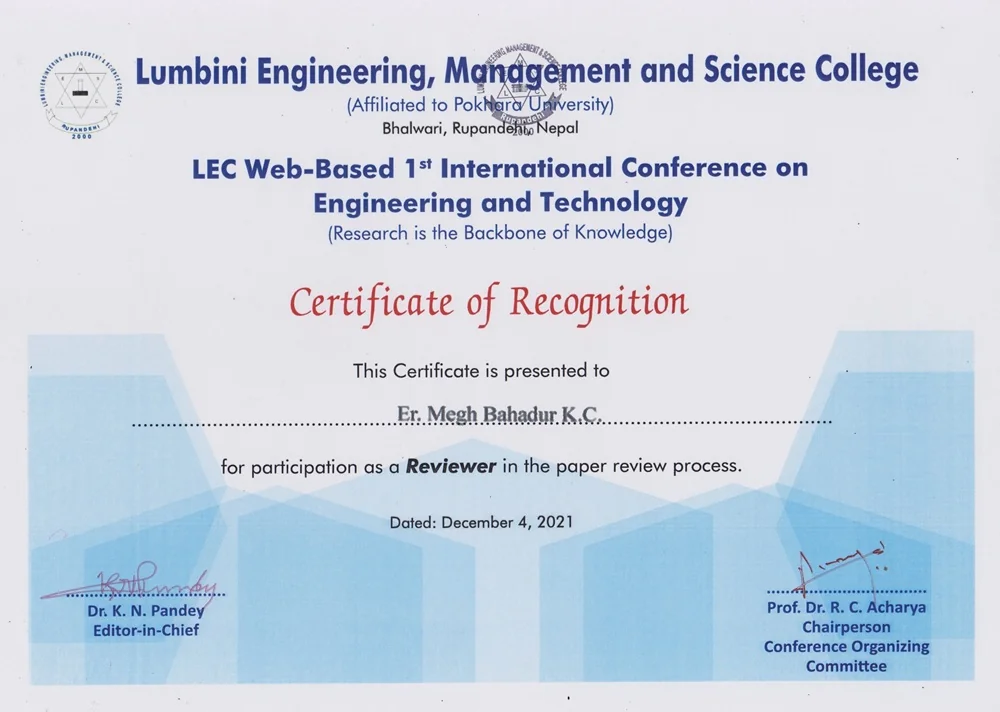 LUMBINI ENGINEERING, MANAGEMENT & SCIENCE COLLEGE
RUPANDEHI
2000
Lumbini Engineering, Management and Science College
(Affiliated to Pokhara University)
Bhalwari, Rupandehi, Nepal
Rupandehi
2000
LEC Web-Based 1st International Conference on
Engineering and Technology
(Research is the Backbone of Knowledge)
Certificate of Recognition
This Certificate is presented to
Er. Megh Bahadur K.C.
for participation as a Reviewer in the paper review process.
Dated: December 4, 2021
Dr. K. N. Pandey
Editor-in-Chief
Prof. Dr. R. C. Acharya
Chairperson
Conference Organizing
Committee